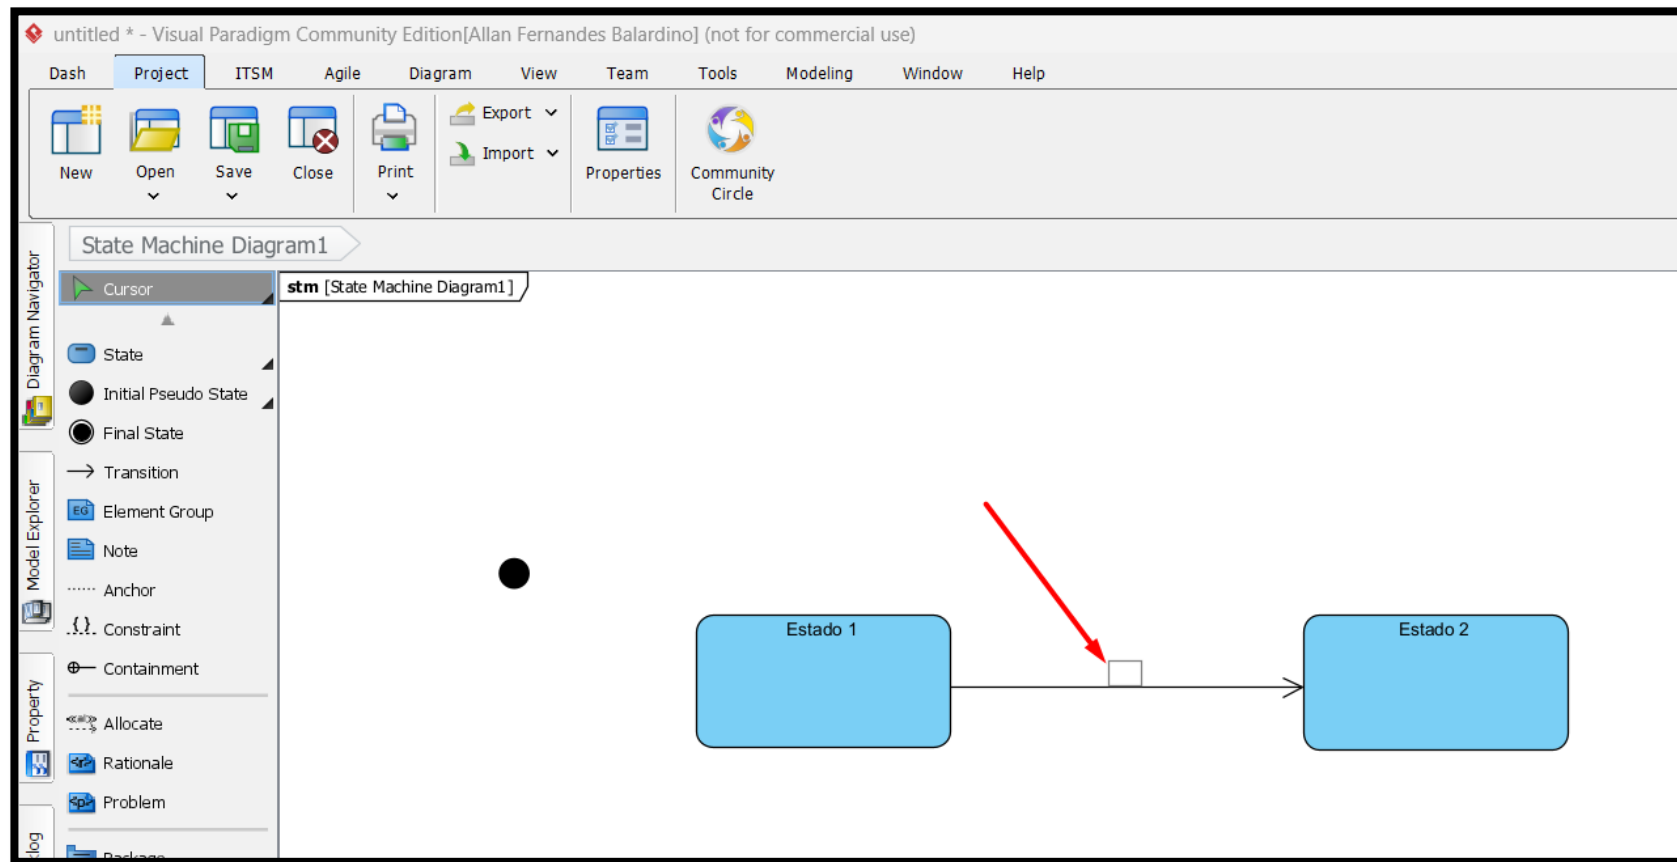 untitled * - Visual Paradigm Community Edition[Allan Fernandes Balardino] (not for commercial use)
Dash Project ITSM Agile Diagram View Team Tools Modeling Window Help
New Open Save Close Print Export Import Properties Community Circle
State Machine Diagram1
Diagram Navigator
Model Explorer
Property
Cursor
State
Initial Pseudo State
Final State
Transition
EG Element Group
Note
Anchor
Constraint
Containment
Allocate
Rationale
Problem
stm [State Machine Diagram1]
Estado 1
Estado 2